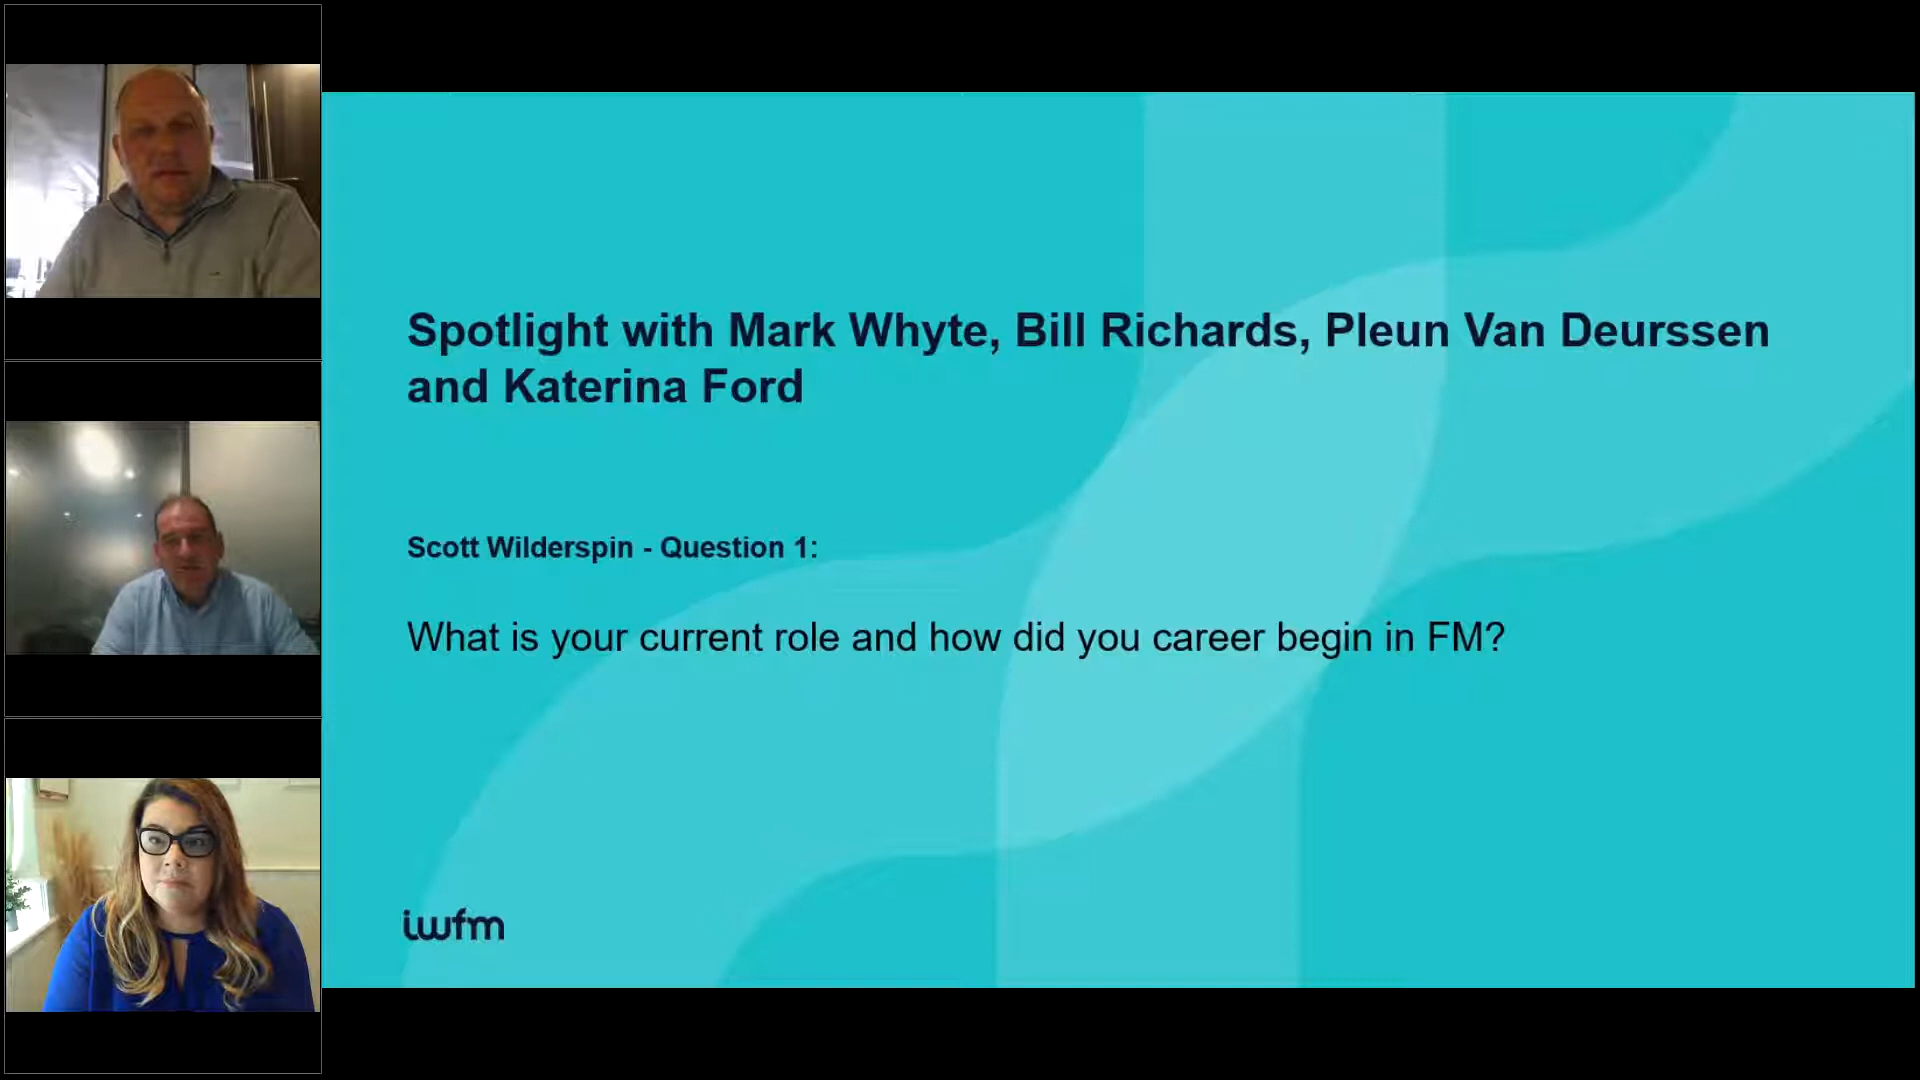 Spotlight with Mark Whyte, Bill Richards, Pleun Van Deurssen
and Katerina Ford
Scott Wilderspin - Question 1:
What is your current role and how did you career begin in FM?
iwfm